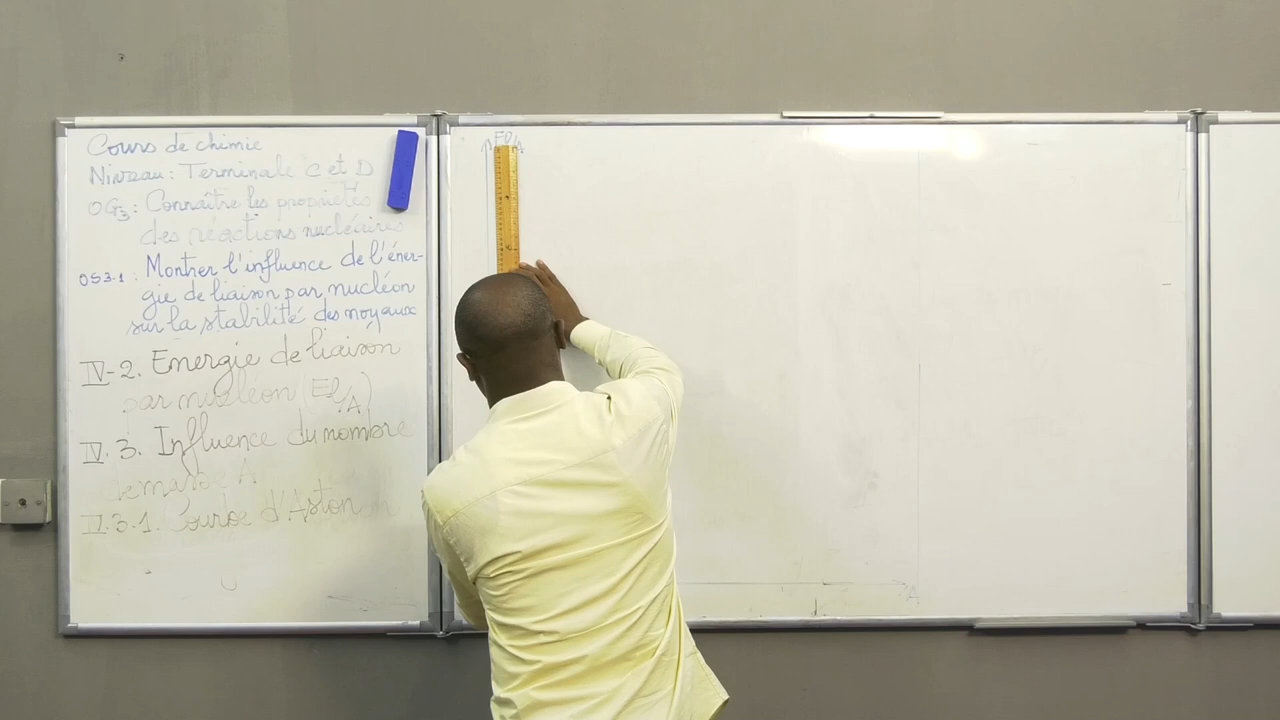 Cours de chimie
Niveau : Terminale C et D
OG3 : Connaître les propriétés
des réactions nucléaires
OS3.1 : Montrer l'influence de l'éner-
gie de liaison par nucléon
sur la stabilité des noyaux
IV-2. Energie de liaison
par nucléon (El/A)
IV. 3. Influence du nombre
de masse A
IV.3.1. Courbe d'Aston
El/A
A